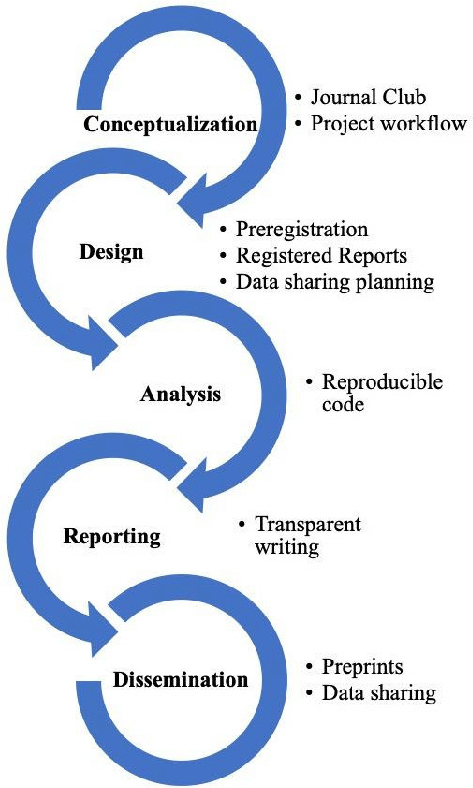 • Journal Club
Conceptualization
• Project workflow
Design
• Preregistration
• Registered Reports
• Data sharing planning
Analysis
• Reproducible
code
Reporting
• Transparent
writing
Dissemination
• Preprints
• Data sharing